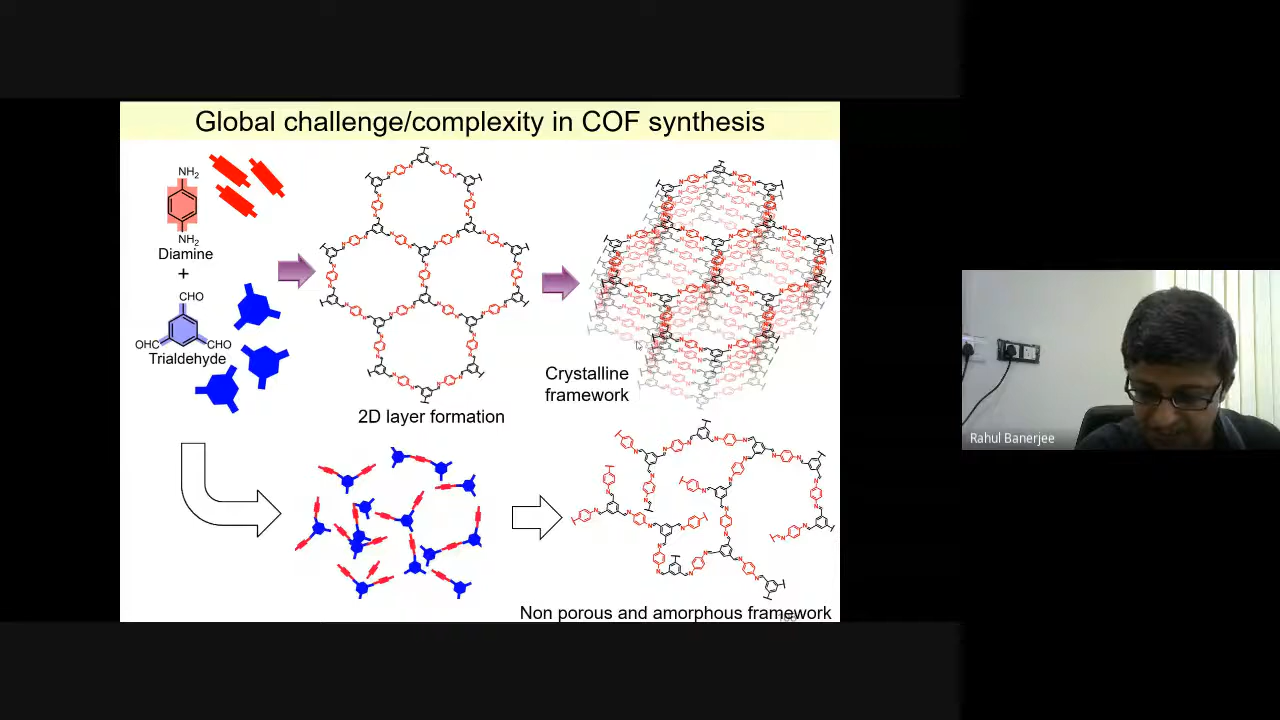 Global challenge/complexity in COF synthesis
NH2
NH2
Diamine
+
CHO
OHC
CHO
Trialdehyde
2D layer formation
Crystalline
framework
Non porous and amorphous framework
Rahul Banerjee